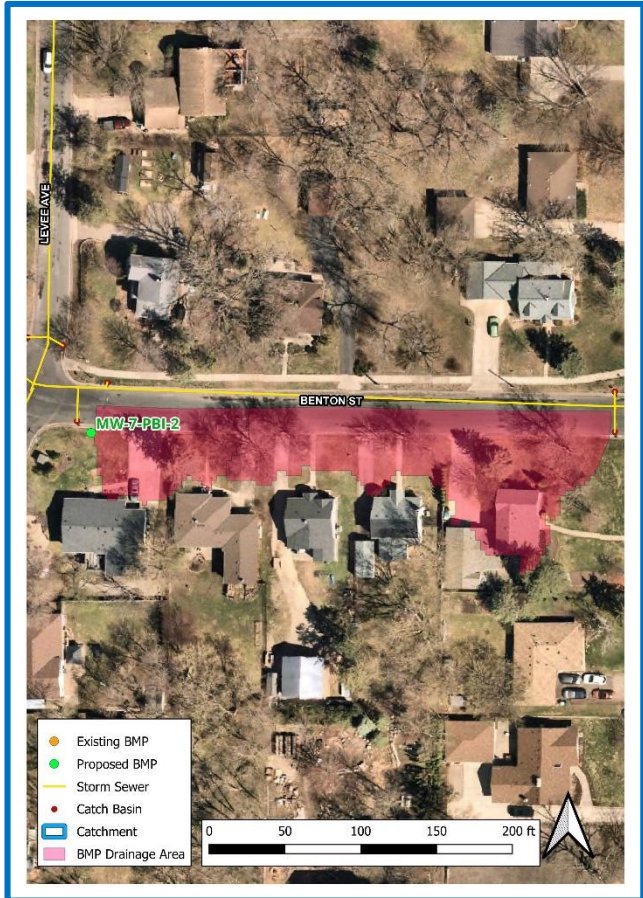 LEVEE AVE
BENTON ST
MW-7-PBI-2
Existing BMP
Proposed BMP
Storm Sewer
Catch Basin
Catchment
BMP Drainage Area
0 50 100 150 200 ft